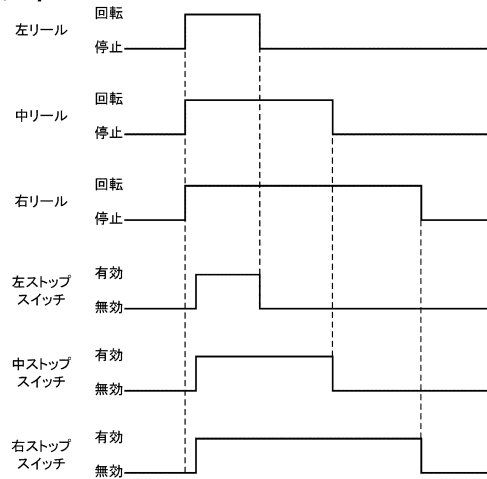 左リール
回転
停止
中リール
回転
停止
右リール
回転
停止
左ストップ
スイッチ
有効
無効
中ストップ
スイッチ
有効
無効
右ストップ
スイッチ
有効
無効